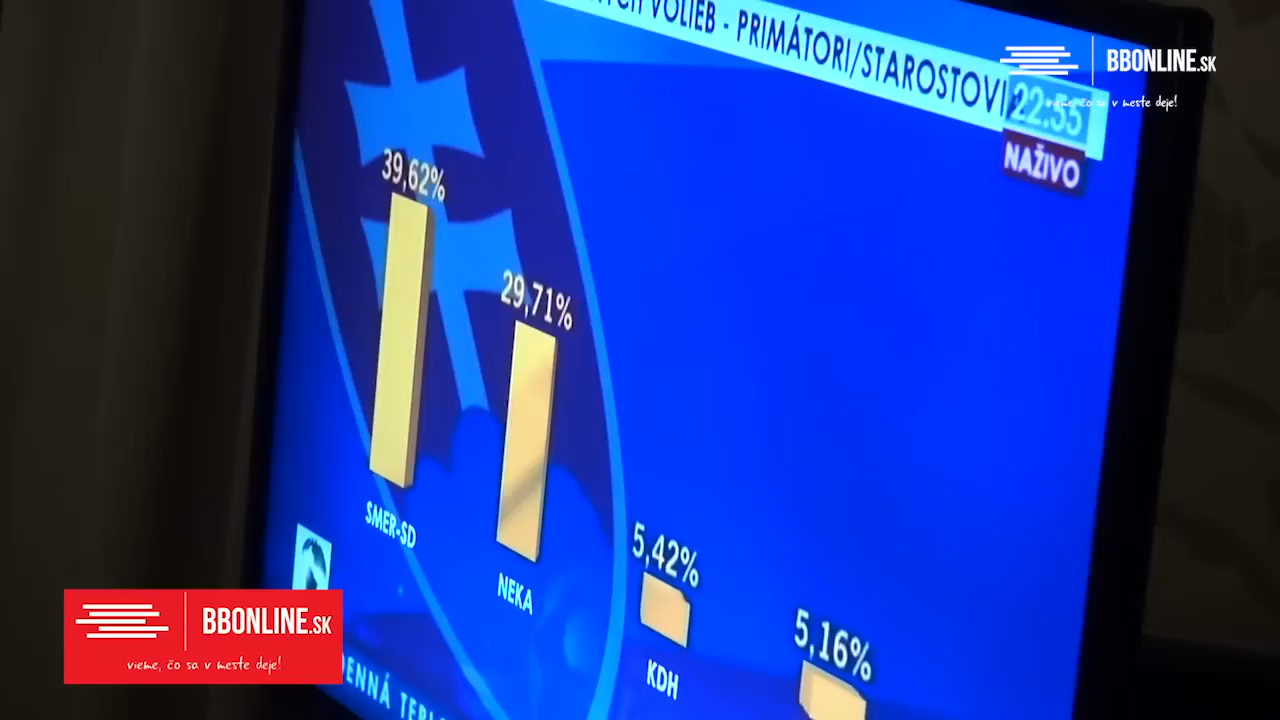 VOLIEB - PRIMÁTORI/STAROSTOVIA
BBONLINE.SK
vieme, čo sa v meste deje!
22:55
NAŽIVO
39,62%
29,71%
SMER-SD
NEKA
5,42%
5,16%
KDH
BBONLINE.SK
vieme, čo sa v meste deje!